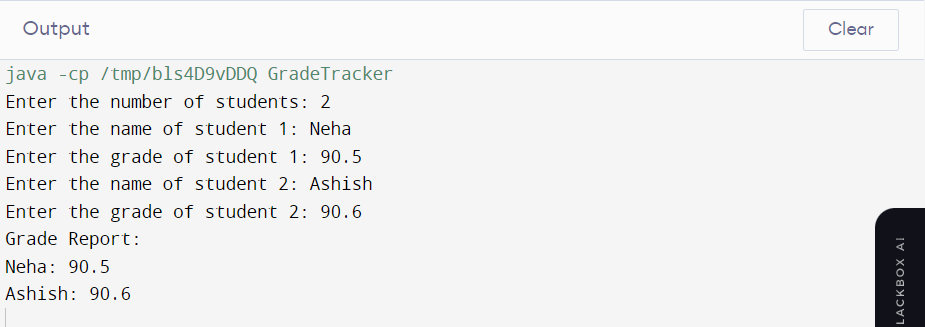 Output
Clear
java -cp /tmp/bls4D9vDDQ GradeTracker
Enter the number of students: 2
Enter the name of student 1: Neha
Enter the grade of student 1: 90.5
Enter the name of student 2: Ashish
Enter the grade of student 2: 90.6
Grade Report:
Neha: 90.5
Ashish: 90.6
LACKBOX AI